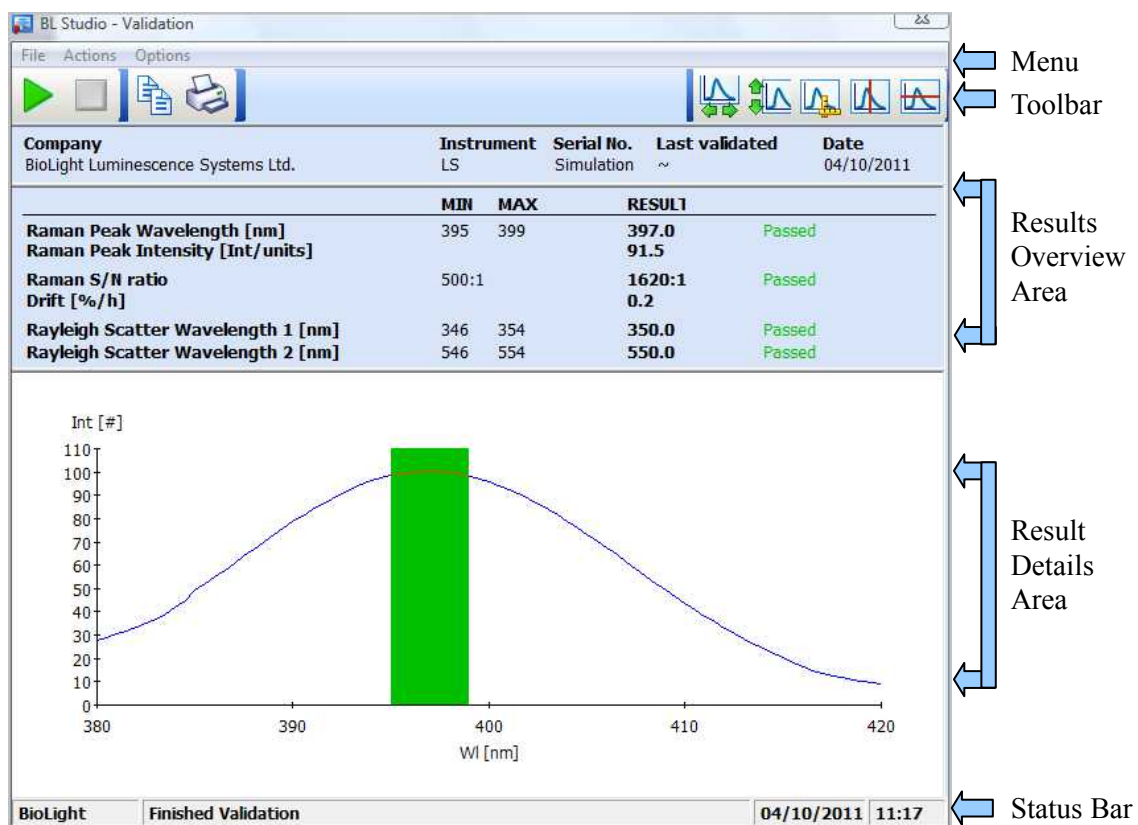 BL Studio - Validation
File Actions Options
Menu
Toolbar
Company Instrument Serial No. Last validated Date
BioLight Luminescence Systems Ltd. LS Simulation ~ 04/10/2011
MIN MAX RESULT
Raman Peak Wavelength [nm] 395 399 397.0 Passed
Raman Peak Intensity [Int/units] 91.5
Raman S/N ratio 500:1 1620:1 Passed
Drift [%/h] 0.2
Rayleigh Scatter Wavelength 1 [nm] 346 354 350.0 Passed
Rayleigh Scatter Wavelength 2 [nm] 546 554 550.0 Passed
Results
Overview
Area
Int [#]
110
100
90
80
70
60
50
40
30
20
10
0
380 390 400 410 420
Wl [nm]
Result
Details
Area
BioLight Finished Validation 04/10/2011 11:17
Status Bar